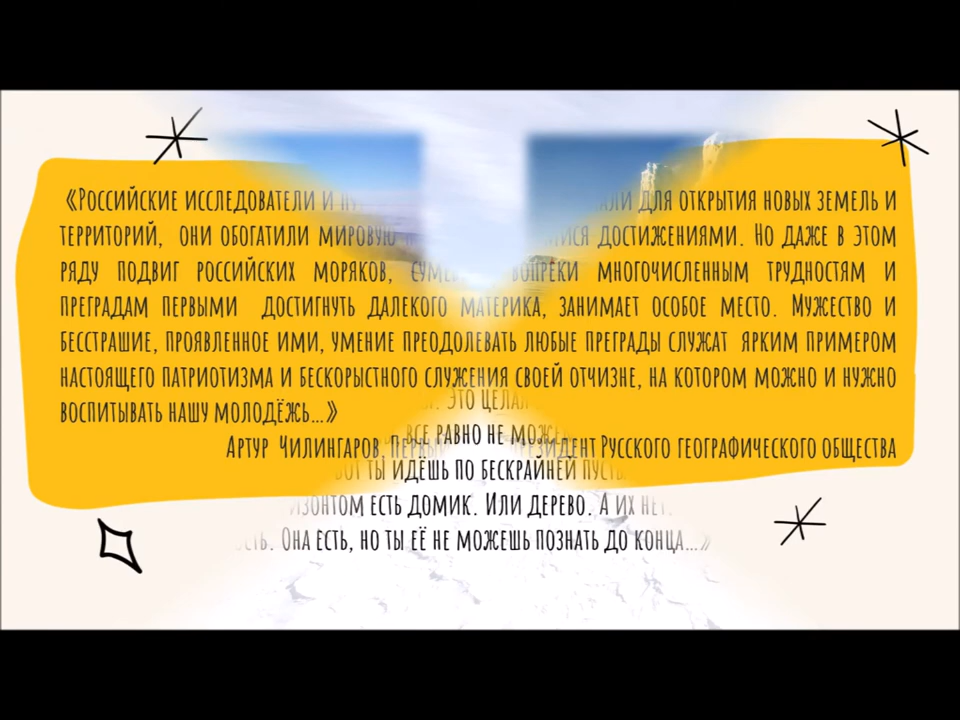 «Российские исследователи и для открытия новых земель и
территорий, они обогатили мировую достижениями. Но даже в этом
ряду подвиг российских моряков, вопреки многочисленным трудностям и
преградам первыми достигнуть далекого материка, занимает особое место. Мужество и
бесстрашие, проявленное ими, умение преодолевать любые преграды служат ярким примером
настоящего патриотизма и бескорыстного служения своей отчизне, на котором можно и нужно
Это
воспитывать нашу молодёжь...»
все равно не
Артур Чилингаров. Русского географического общества
ты идёшь по бескрайней
есть домик. Или дерево. А их нет.
Она есть, но ты её не можешь познать до конца...»